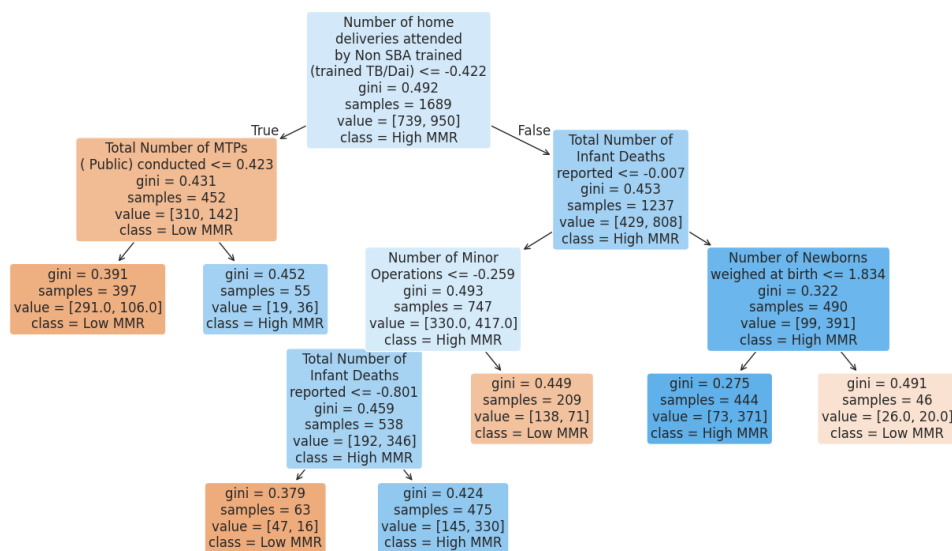 Number of home
deliveries attended
by Non SBA trained
(trained TB/Dai) <= -0.422
gini = 0.492
samples = 1689
value = [739, 950]
class = High MMR
True
False
Total Number of MTPs
( Public) conducted <= 0.423
gini = 0.431
samples = 452
value = [310, 142]
class = Low MMR
Total Number of
Infant Deaths
reported <= -0.007
gini = 0.453
samples = 1237
value = [429, 808]
class = High MMR
gini = 0.391
samples = 397
value = [291.0, 106.0]
class = Low MMR
gini = 0.452
samples = 55
value = [19, 36]
class = High MMR
Number of Minor
Operations <= -0.259
gini = 0.493
samples = 747
value = [330.0, 417.0]
class = High MMR
Number of Newborns
weighed at birth <= 1.834
gini = 0.322
samples = 490
value = [99, 391]
class = High MMR
Total Number of
Infant Deaths
reported <= -0.801
gini = 0.459
samples = 538
value = [192, 346]
class = High MMR
gini = 0.449
samples = 209
value = [138, 71]
class = Low MMR
gini = 0.275
samples = 444
value = [73, 371]
class = High MMR
gini = 0.491
samples = 46
value = [26.0, 20.0]
class = Low MMR
gini = 0.379
samples = 63
value = [47, 16]
class = Low MMR
gini = 0.424
samples = 475
value = [145, 330]
class = High MMR